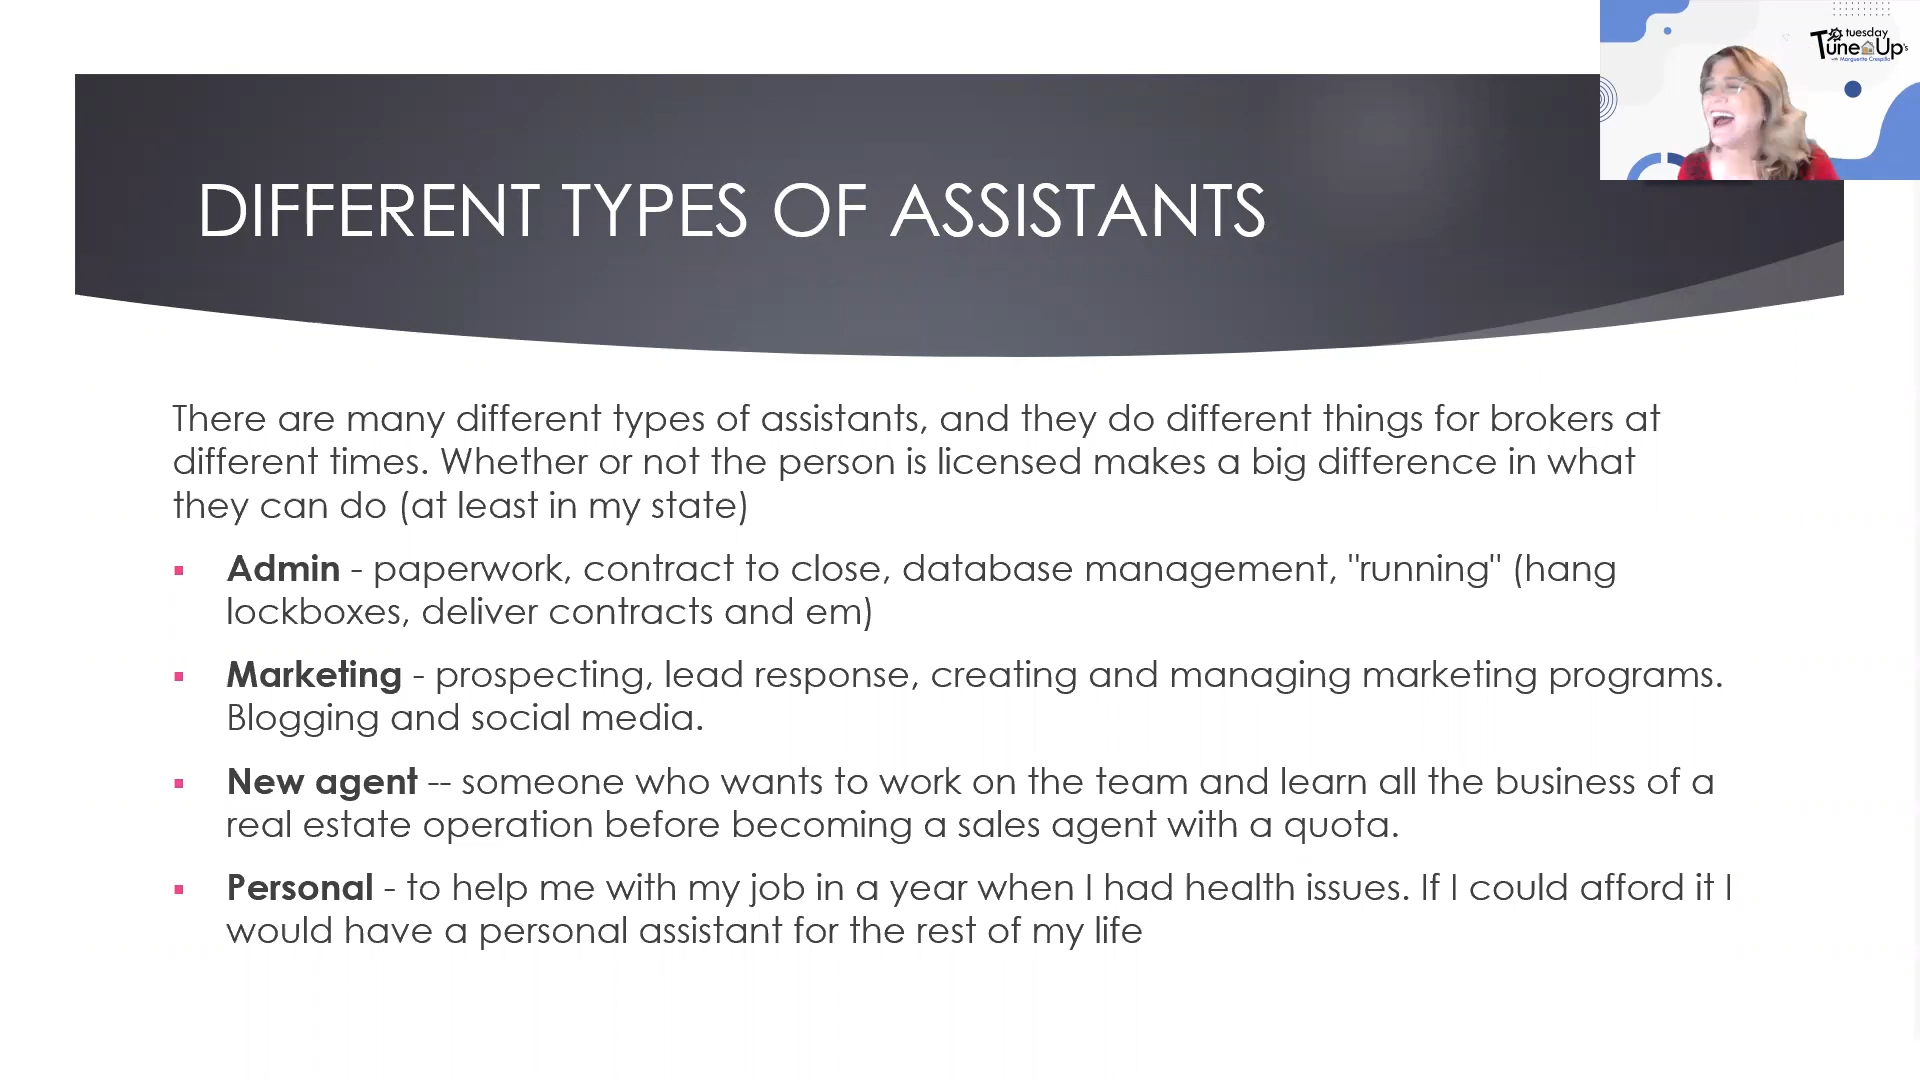 tuesday
Tune Up's
with Marguerite Crespillo
DIFFERENT TYPES OF ASSISTANTS
There are many different types of assistants, and they do different things for brokers at
different times. Whether or not the person is licensed makes a big difference in what
they can do (at least in my state)
▪ Admin - paperwork, contract to close, database management, "running" (hang
lockboxes, deliver contracts and em)
▪ Marketing - prospecting, lead response, creating and managing marketing programs.
Blogging and social media.
▪ New agent -- someone who wants to work on the team and learn all the business of a
real estate operation before becoming a sales agent with a quota.
▪ Personal - to help me with my job in a year when I had health issues. If I could afford it I
would have a personal assistant for the rest of my life